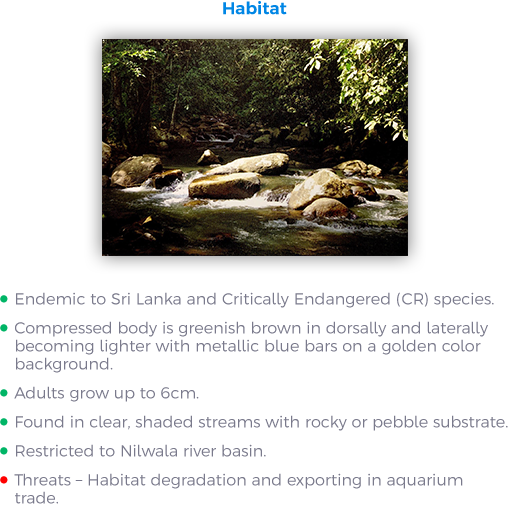 Habitat
Endemic to Sri Lanka and Critically Endangered (CR) species.
Compressed body is greenish brown in dorsally and laterally
becoming lighter with metallic blue bars on a golden color
background.
Adults grow up to 6cm.
Found in clear, shaded streams with rocky or pebble substrate.
Restricted to Nilwala river basin.
Threats – Habitat degradation and exporting in aquarium
trade.